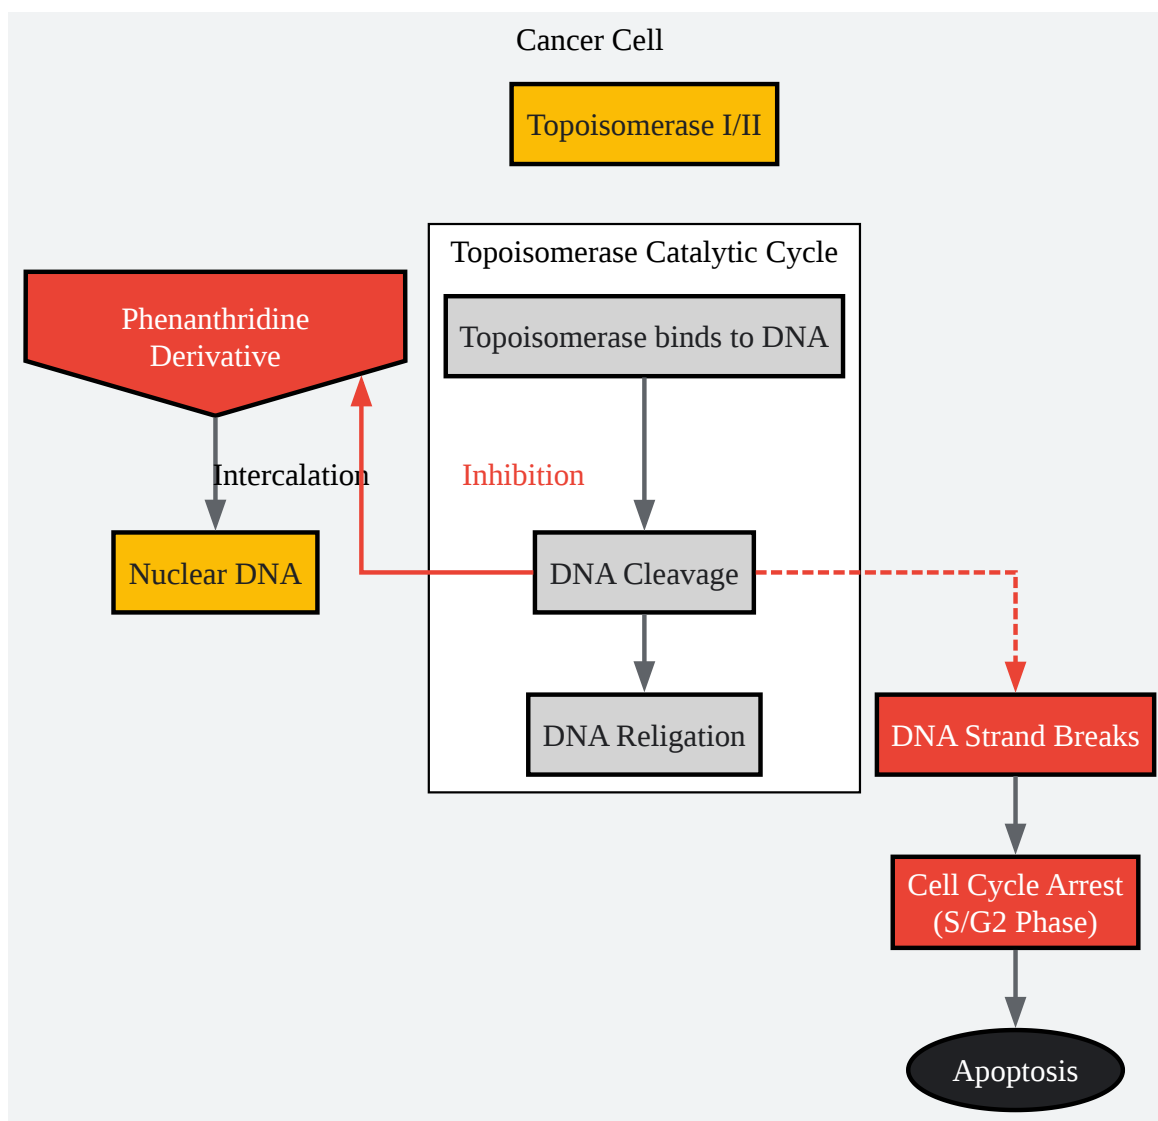 Cancer Cell
Topoisomerase I/II
Topoisomerase Catalytic Cycle
Phenanthridine
Derivative
Topoisomerase binds to DNA
Intercalation
Inhibition
Nuclear DNA
DNA Cleavage
DNA Religation
DNA Strand Breaks
Cell Cycle Arrest
(S/G2 Phase)
Apoptosis